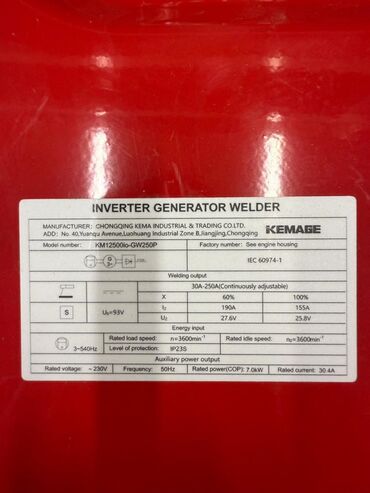 INVERTER GENERATOR WELDER
MANUFACTURER: CHONGQING KEMA INDUSTRIAL & TRADING CO.LTD.
ADD: No. 40,Yuanqu Avenue,Luohuang Industrial Zone B,Jiangjing,Chongqing
KEMAGE
Model number: KM12500io-GW250P Factory number: See engine housing
IEC 60974-1
Welding output
30A-250A(Continuously adjustable)
X 60% 100%
S U₀=93V I₂ 190A 155A
U₂ 27.6V 25.8V
Energy input
3~540Hz Rated load speed: n=3600min⁻¹ Rated idle speed: n₀=3600min⁻¹
Level of protection: IP23S
Auxiliary power output
Rated voltage: ~ 230V Frequency: 50Hz Rated power(COP): 7.0kW Rated current: 30.4A